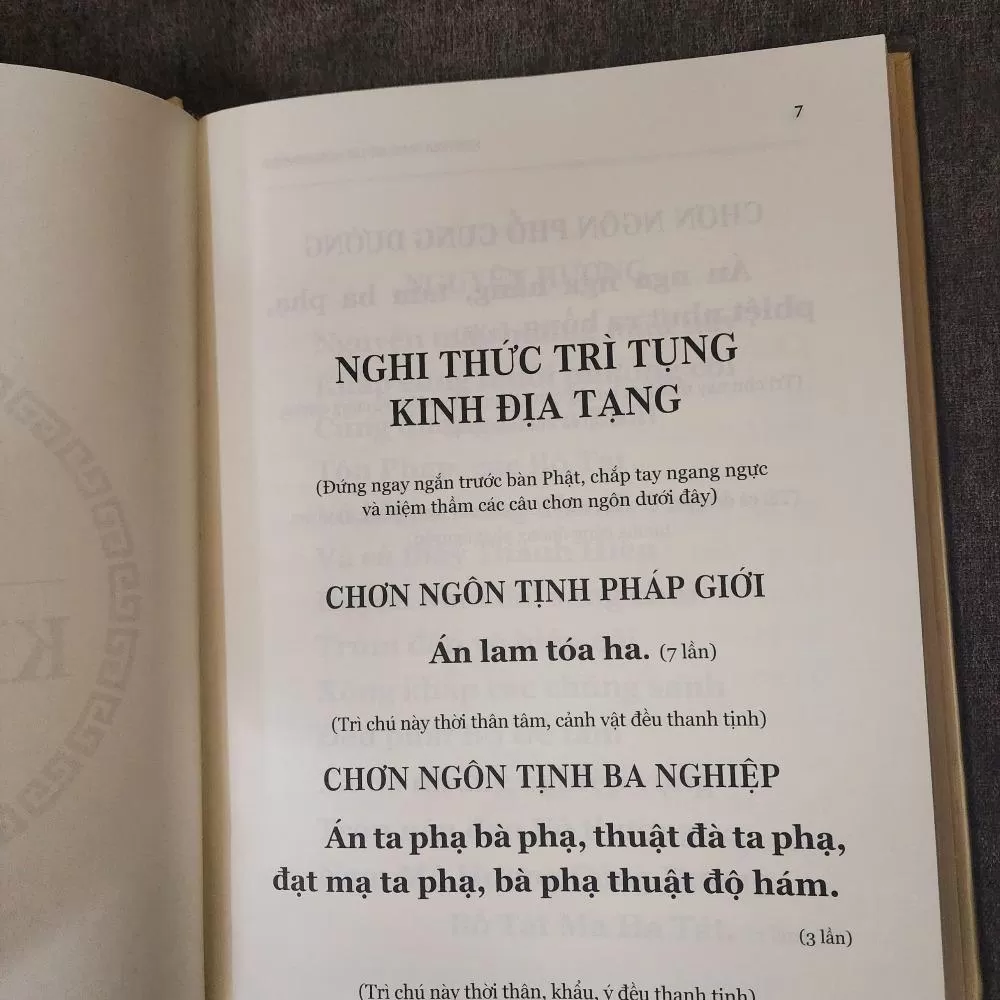 7
NGHI THỨC TRÌ TỤNG
KINH ĐỊA TẠNG
(Đứng ngay ngắn trước bàn Phật, chắp tay ngang ngực
và niệm thầm các câu chơn ngôn dưới đây)
CHƠN NGÔN TỊNH PHÁP GIỚI
Án lam tóa ha. (7 lần)
(Trì chú này thời thân tâm, cảnh vật đều thanh tịnh)
CHƠN NGÔN TỊNH BA NGHIỆP
Án ta phạ bà phạ, thuật đà ta phạ,
đạt mạ ta phạ, bà phạ thuật độ hám.
(3 lần)
(Trì chú này thời thân, khẩu, ý đều thanh tịnh)